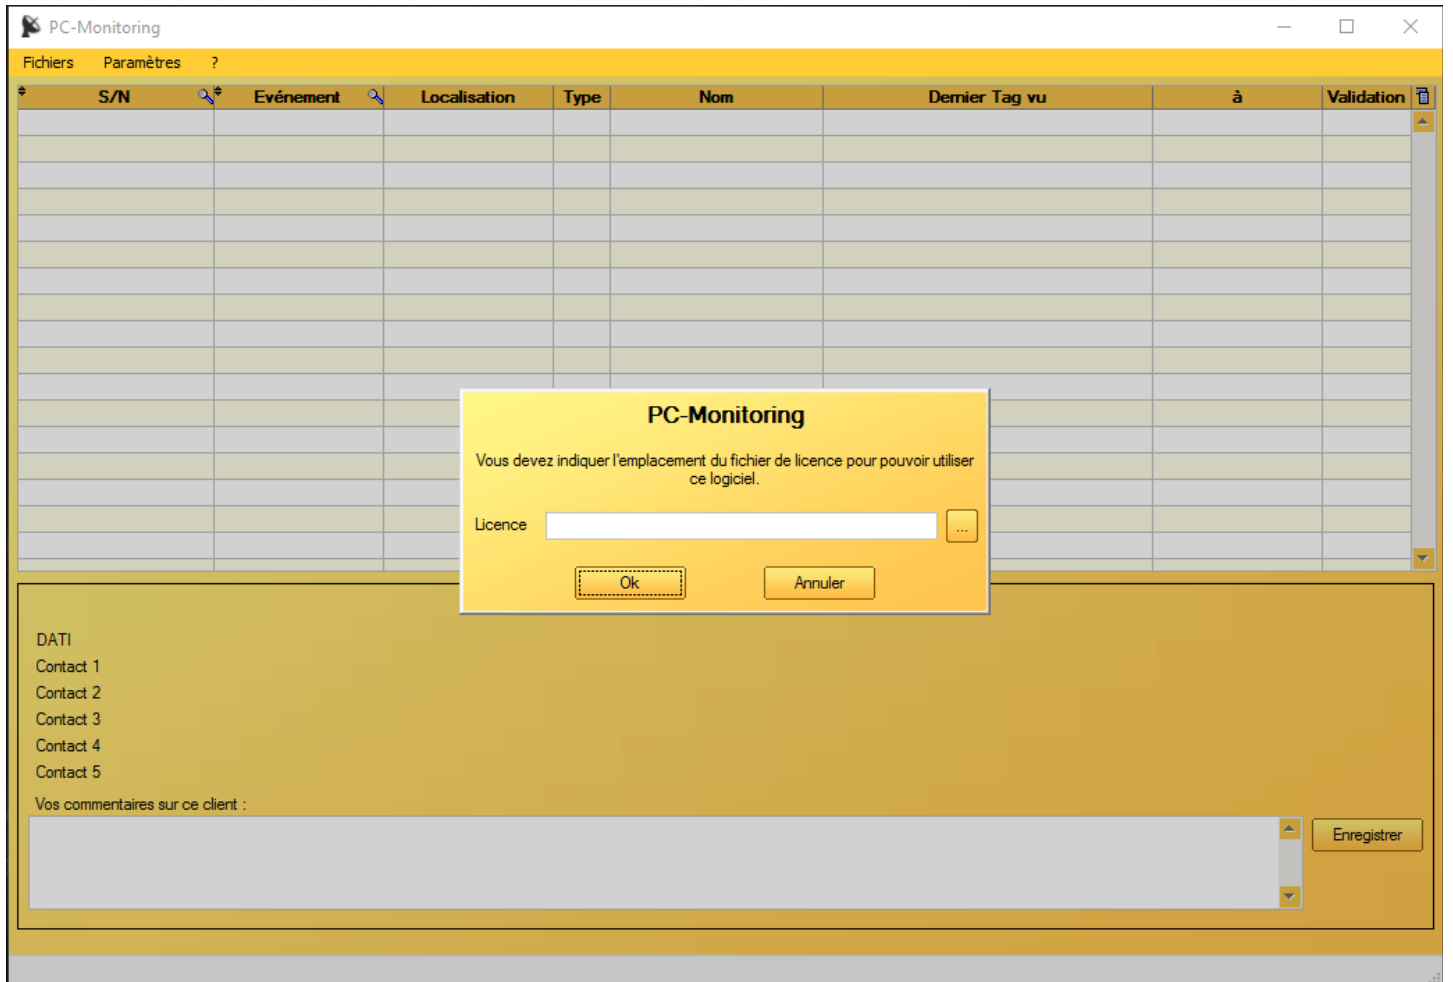 PC-Monitoring
Fichiers Paramètres ?
S/N Evénement Localisation Type Nom Dernier Tag vu à Validation
PC-Monitoring
Vous devez indiquer l'emplacement du fichier de licence pour pouvoir utiliser
ce logiciel.
Licence ...
Ok Annuler
DATI
Contact 1
Contact 2
Contact 3
Contact 4
Contact 5
Vos commentaires sur ce client :
Enregistrer